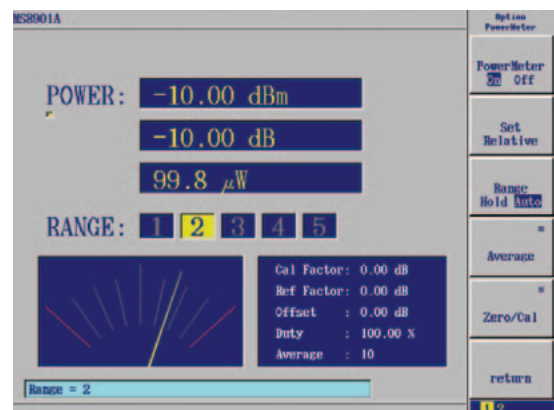 MS8901A
POWER: -10.00 dBm
-10.00 dB
99.8 μW
RANGE: 1 2 3 4 5
Cal Factor: 0.00 dB
Ref Factor: 0.00 dB
Offset : 0.00 dB
Duty : 100.00 %
Average : 10
Range = 2
Option
PowerMeter
PowerMeter
On Off
Set
Relative
Range
Hold Auto
*
Average
*
Zero/Cal
return
1 2